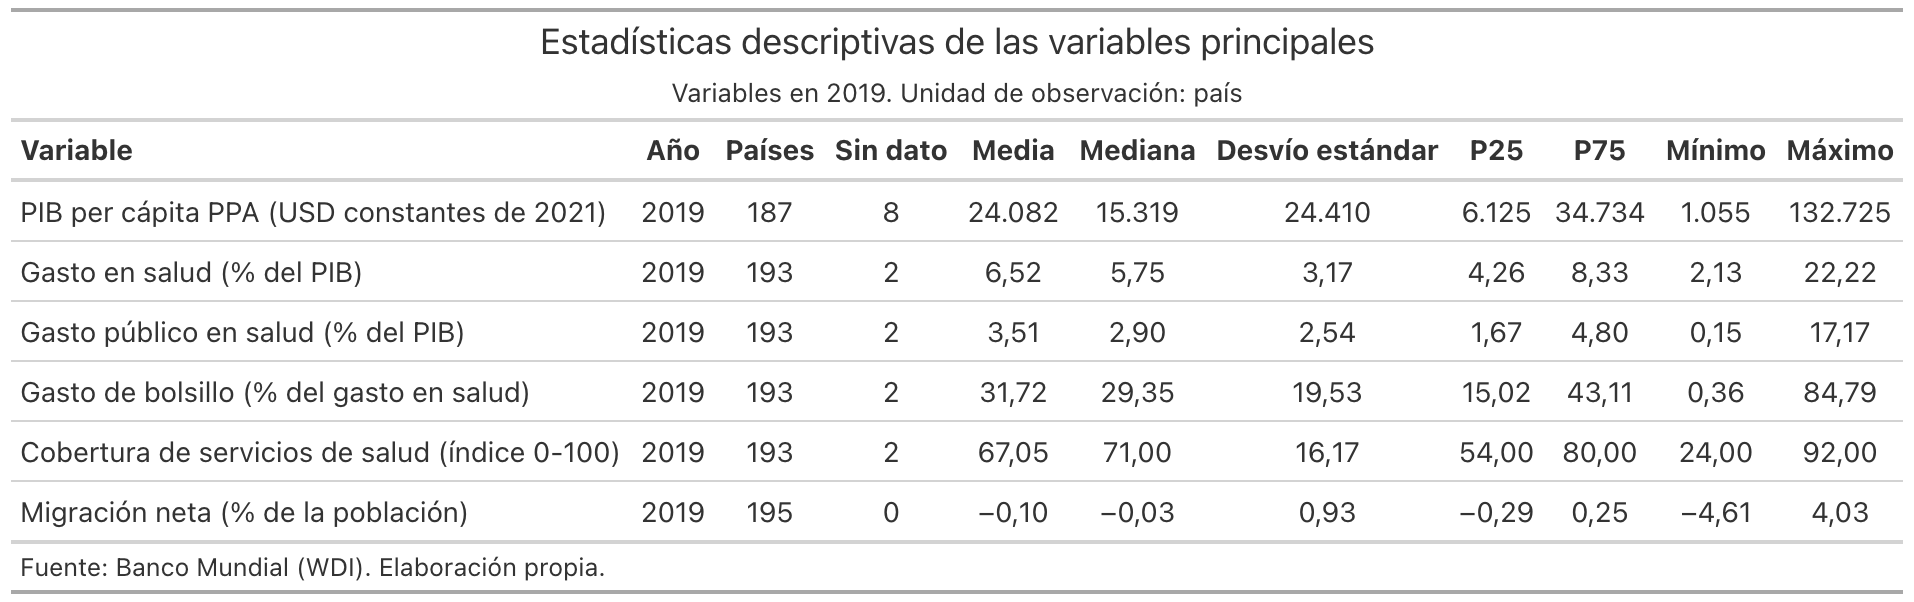 Estadísticas descriptivas de las variables principales
Variables en 2019. Unidad de observación: país
Variable Año Países Sin dato Media Mediana Desvío estándar P25 P75 Mínimo Máximo
PIB per cápita PPA (USD constantes de 2021) 2019 187 8 24.082 15.319 24.410 6.125 34.734 1.055 132.725
Gasto en salud (% del PIB) 2019 193 2 6,52 5,75 3,17 4,26 8,33 2,13 22,22
Gasto público en salud (% del PIB) 2019 193 2 3,51 2,90 2,54 1,67 4,80 0,15 17,17
Gasto de bolsillo (% del gasto en salud) 2019 193 2 31,72 29,35 19,53 15,02 43,11 0,36 84,79
Cobertura de servicios de salud (índice 0-100) 2019 193 2 67,05 71,00 16,17 54,00 80,00 24,00 92,00
Migración neta (% de la población) 2019 195 0 −0,10 −0,03 0,93 −0,29 0,25 −4,61 4,03
Fuente: Banco Mundial (WDI). Elaboración propia.